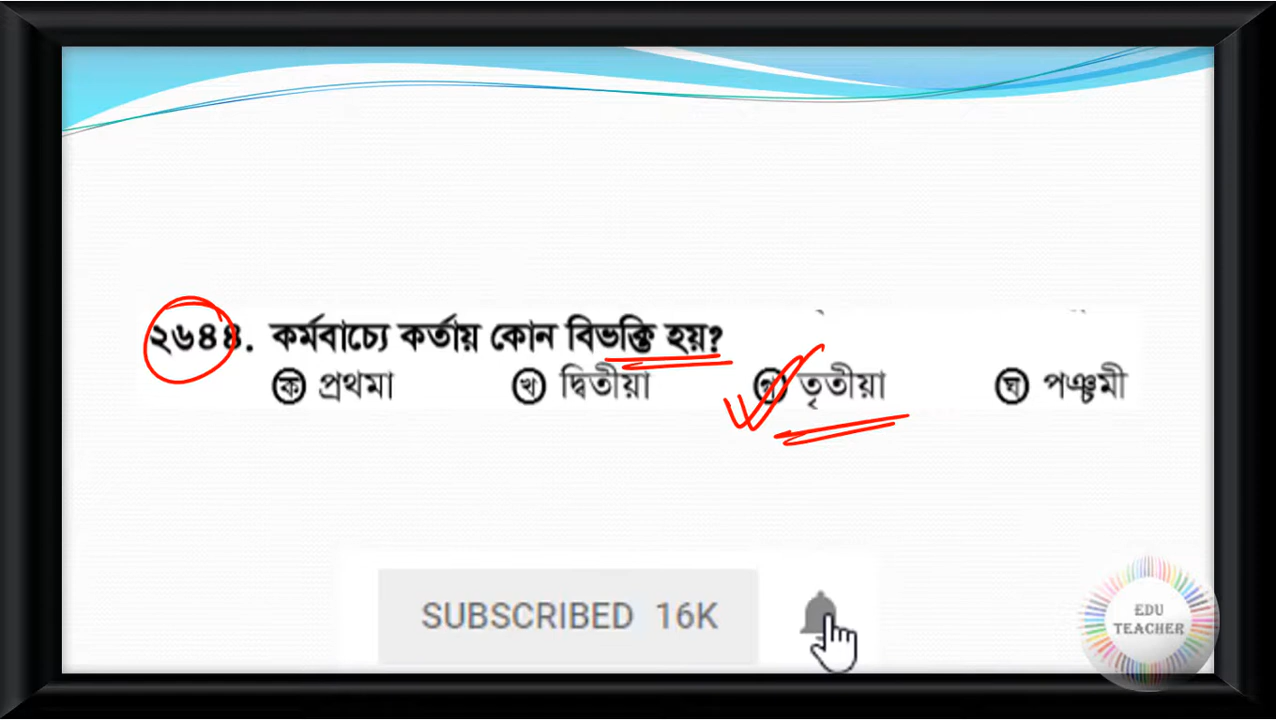 ২৬৪৪. কর্মবাচ্যে কর্তায় কোন বিভক্তি হয়?
ক প্রথমা খ দ্বিতীয়া গ তৃতীয়া ঘ পঞ্চমী
SUBSCRIBED 16K
EDU
TEACHER